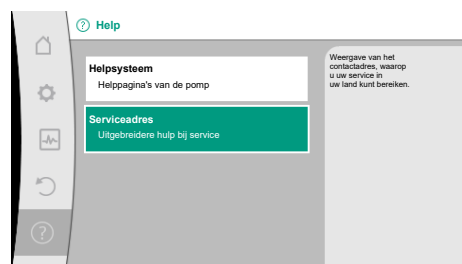 ? Help
Helpsysteem
Helppagina's van de pomp
Serviceadres
Uitgebreidere hulp bij service
Weergave van het
contactadres, waarop
u uw service in
uw land kunt bereiken.
?